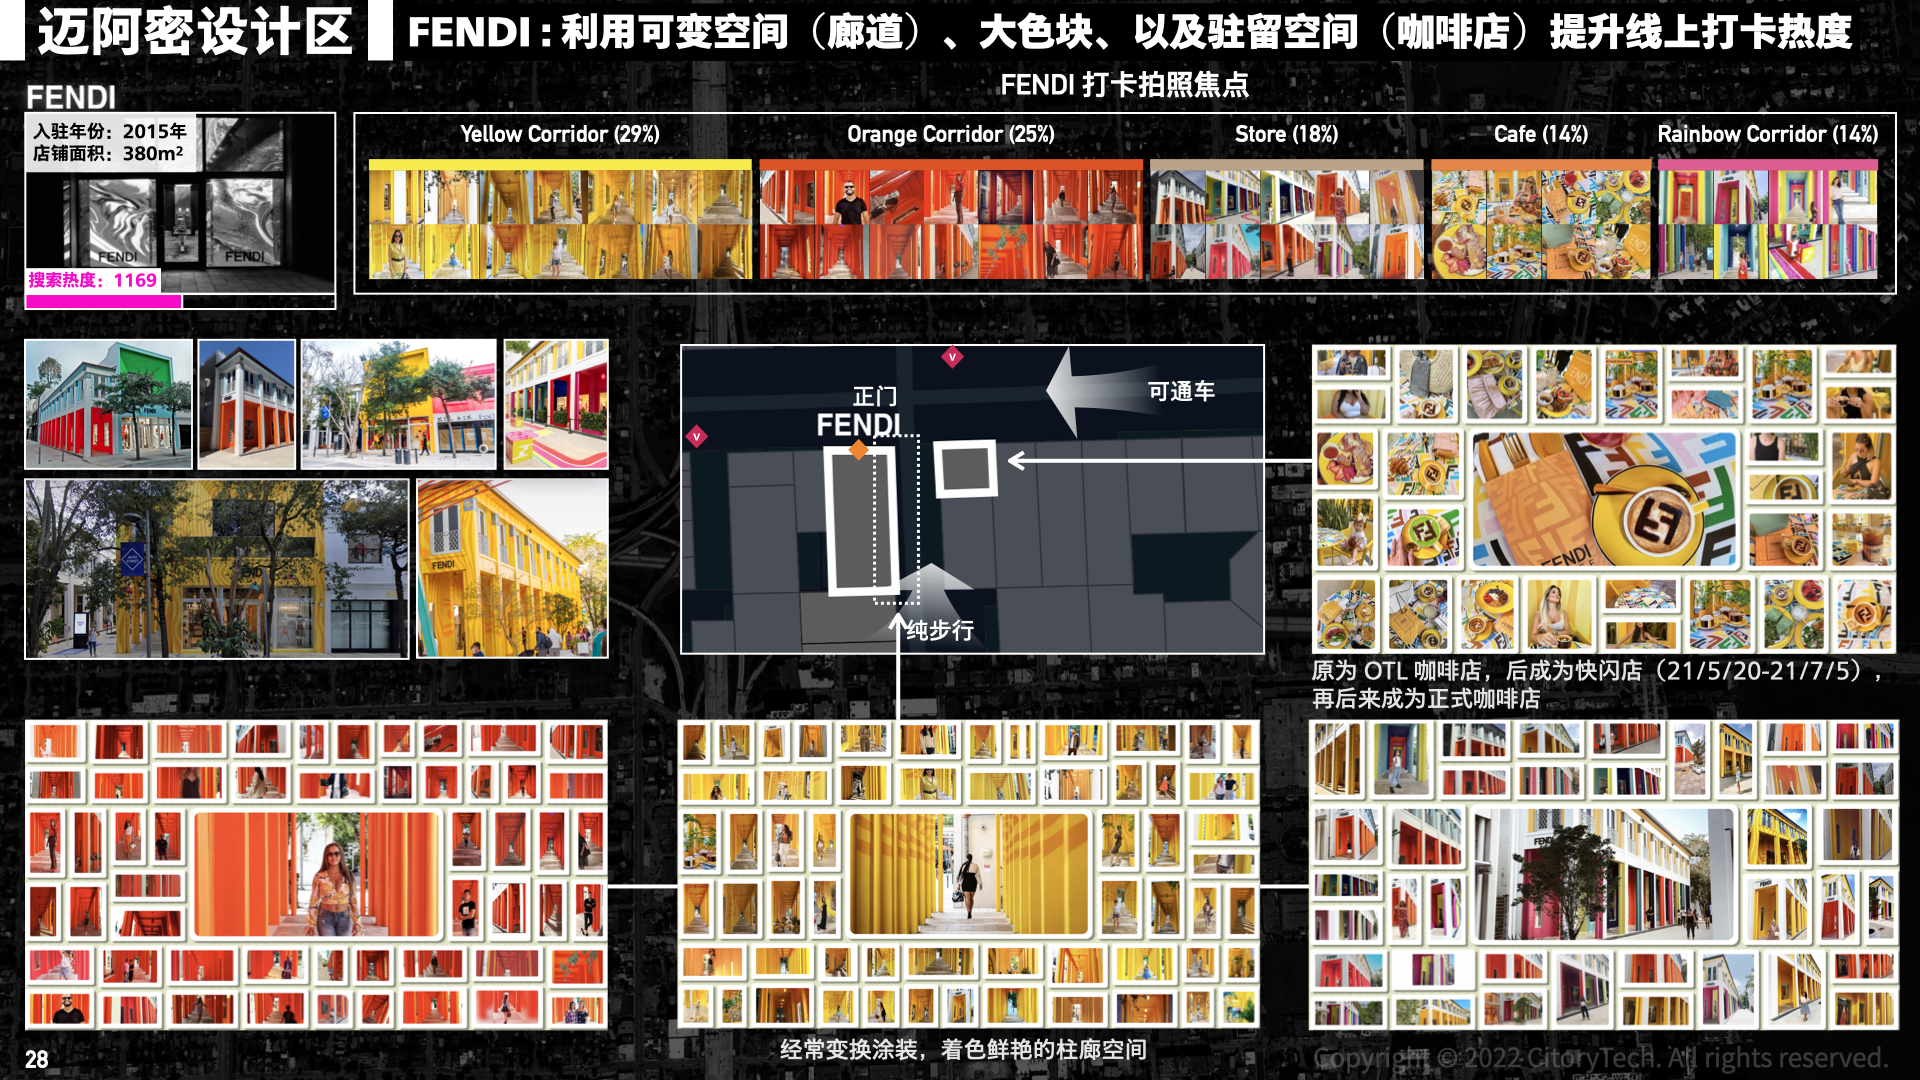 迈阿密设计区
FENDI : 利用可变空间（廊道）、大色块、以及驻留空间（咖啡店）提升线上打卡热度
FENDI 打卡拍照焦点
FENDI
入驻年份：2015年
店铺面积：380m²
FENDI
FENDI
搜索热度：1169
Yellow Corridor (29%)
Orange Corridor (25%)
Store (18%)
Cafe (14%)
Rainbow Corridor (14%)
V
V
正门
FENDI
可通车
纯步行
FENDI
FENDI
原为 OTL 咖啡店，后成为快闪店（21/5/20-21/7/5），
再后来成为正式咖啡店
经常变换涂装，着色鲜艳的柱廊空间
28
Copyright © 2022 CitoryTech. All rights reserved.